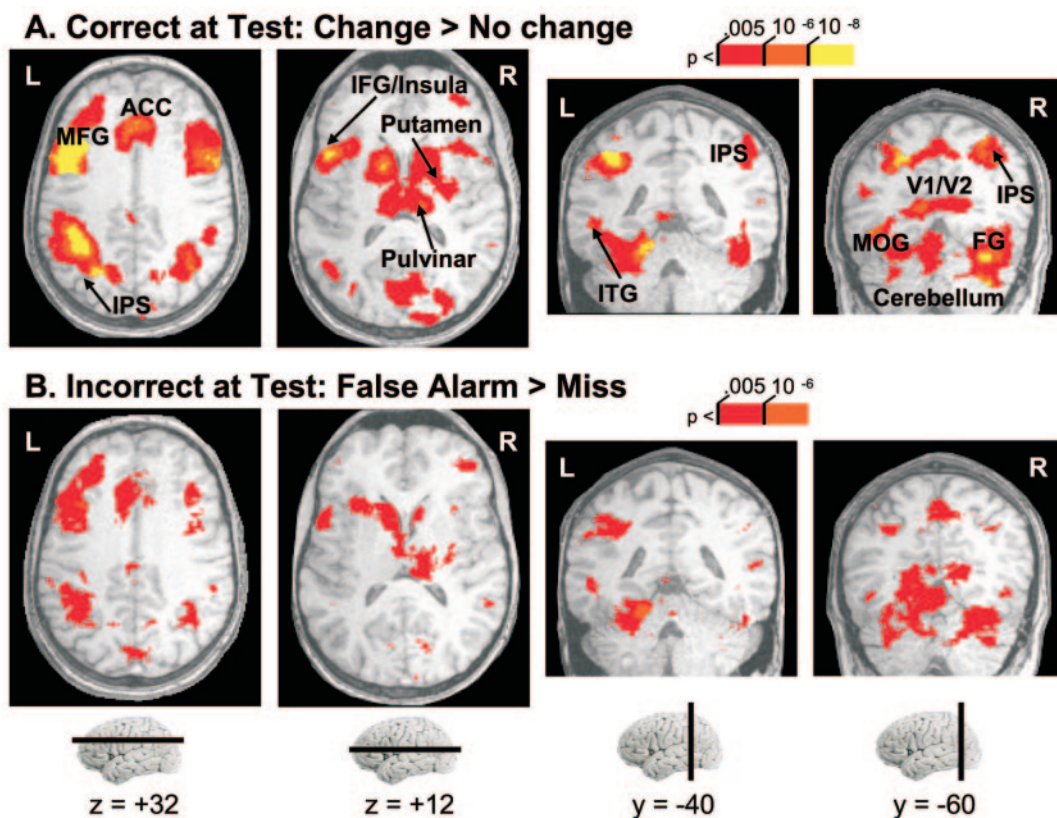 A. Correct at Test: Change > No change
p < .005 10 -6 10 -8
L
MFG
ACC
IPS
R
IFG/Insula
Putamen
Pulvinar
L
IPS
ITG
R
V1/V2
IPS
MOG
FG
Cerebellum
B. Incorrect at Test: False Alarm > Miss
p < .005 10 -6
L
R
L
R
z = +32
z = +12
y = -40
y = -60